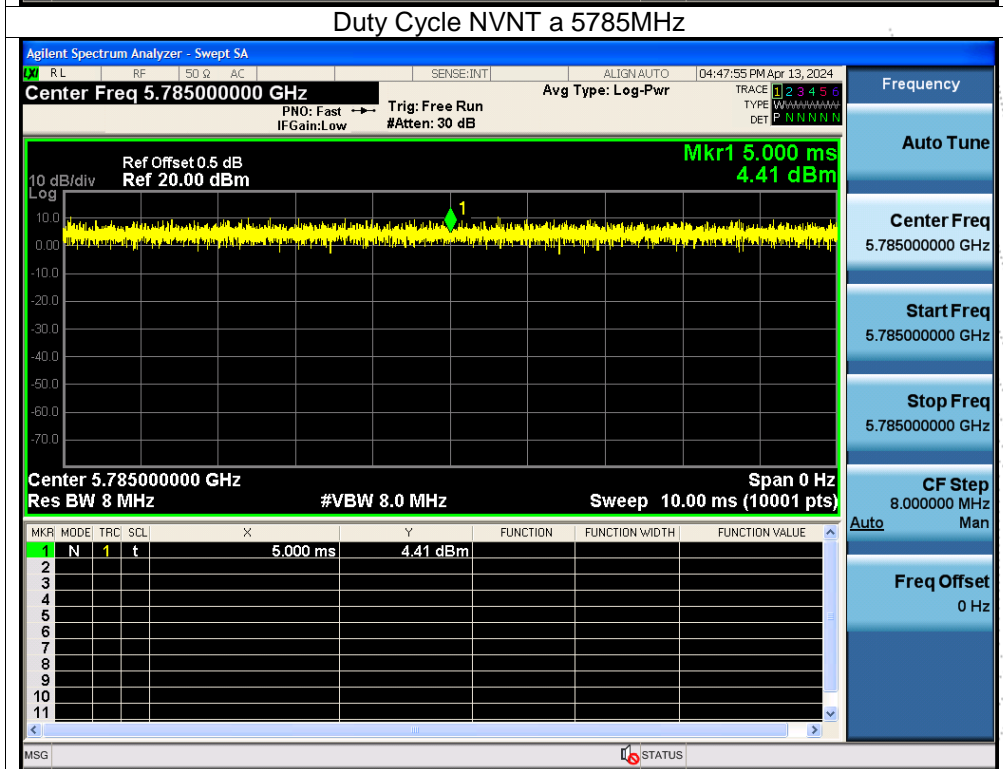 Duty Cycle NVNT a 5785MHz
Agilent Spectrum Analyzer - Swept SA
LXI RL RF 50 Ω AC SENSE:INT ALIGN AUTO 04:47:55 PM Apr 13, 2024
Center Freq 5.785000000 GHz Avg Type: Log-Pwr TRACE 1 2 3 4 5 6
PNO: Fast Trig: Free Run TYPE WWWWWW
IFGain:Low #Atten: 30 dB DET P N N N N N
Frequency
Auto Tune
Mkr1 5.000 ms
4.41 dBm
Ref Offset 0.5 dB
10 dB/div Ref 20.00 dBm
Log
1
10.0
0.00
-10.0
-20.0
-30.0
-40.0
-50.0
-60.0
-70.0
Center 5.785000000 GHz Span 0 Hz
Res BW 8 MHz #VBW 8.0 MHz Sweep 10.00 ms (10001 pts)
Center Freq
5.785000000 GHz
Start Freq
5.785000000 GHz
Stop Freq
5.785000000 GHz
CF Step
8.000000 MHz
Auto Man
Freq Offset
0 Hz
MKR MODE TRC SCL X Y FUNCTION FUNCTION WIDTH FUNCTION VALUE
1 N 1 t 5.000 ms 4.41 dBm
2
3
4
5
6
7
8
9
10
11
MSG STATUS